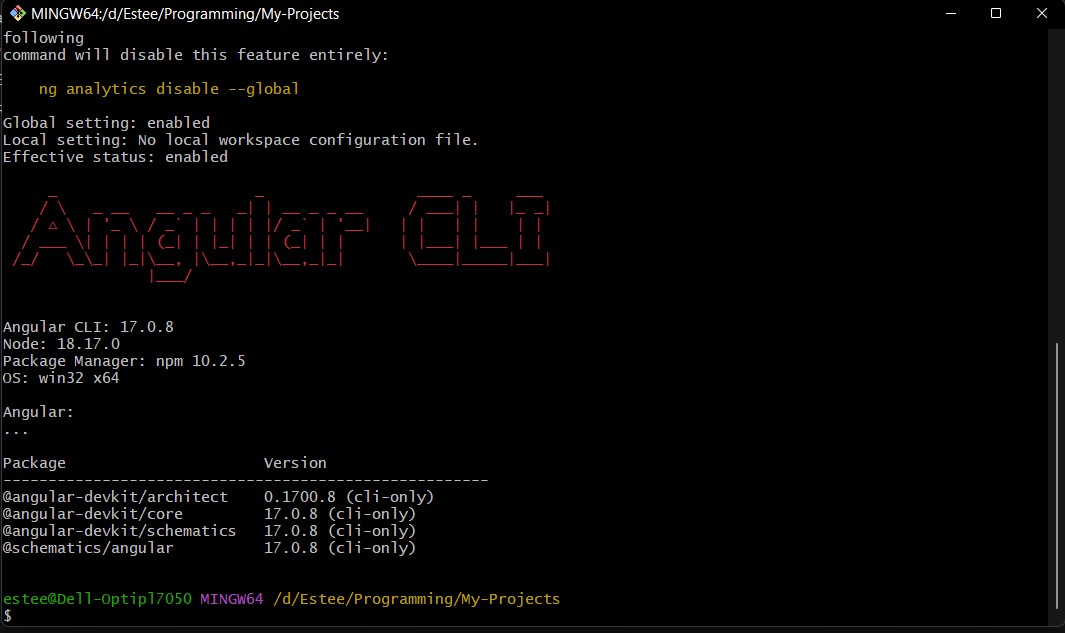 MINGW64:/d/Estee/Programming/My-Projects
following
command will disable this feature entirely:
ng analytics disable --global
Global setting: enabled
Local setting: No local workspace configuration file.
Effective status: enabled
Angular CLI
Angular CLI: 17.0.8
Node: 18.17.0
Package Manager: npm 10.2.5
OS: win32 x64
Angular:
...
Package Version
------------------------------------------------------
@angular-devkit/architect 0.1700.8 (cli-only)
@angular-devkit/core 17.0.8 (cli-only)
@angular-devkit/schematics 17.0.8 (cli-only)
@schematics/angular 17.0.8 (cli-only)
estee@Dell-Optipl7050 MINGW64 /d/Estee/Programming/My-Projects
$